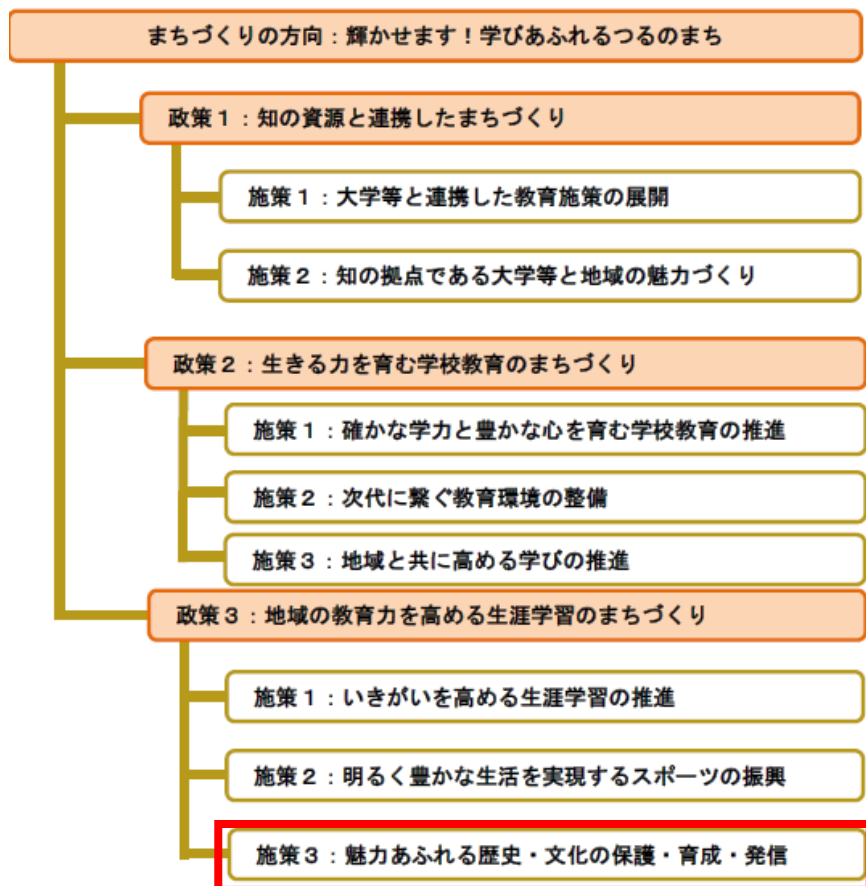 まちづくりの方向：輝かせます！学びあふれるつるのまち
政策１：知の資源と連携したまちづくり
施策１：大学等と連携した教育施策の展開
施策２：知の拠点である大学等と地域の魅力づくり
政策２：生きる力を育む学校教育のまちづくり
施策１：確かな学力と豊かな心を育む学校教育の推進
施策２：次代に繋ぐ教育環境の整備
施策３：地域と共に高める学びの推進
政策３：地域の教育力を高める生涯学習のまちづくり
施策１：いきがいを高める生涯学習の推進
施策２：明るく豊かな生活を実現するスポーツの振興
施策３：魅力あふれる歴史・文化の保護・育成・発信